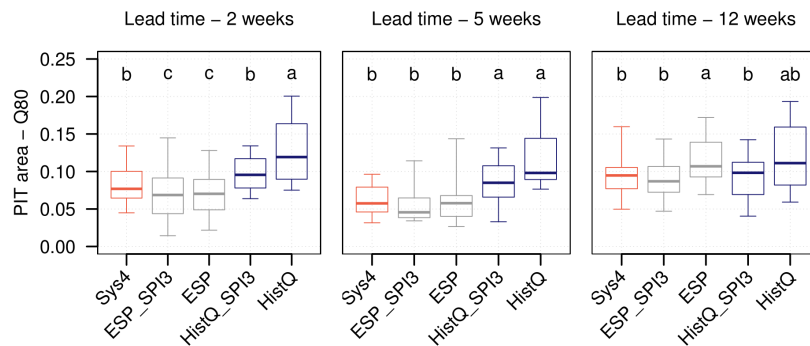 Lead time − 2 weeks
Lead time − 5 weeks
Lead time − 12 weeks
PIT area − Q80
0.25
0.20
0.15
0.10
0.05
0.00
b c c b a
b b b a a
b b a b ab
Sys4
ESP_SPI3
ESP
HistQ_SPI3
HistQ
Sys4
ESP_SPI3
ESP
HistQ_SPI3
HistQ
Sys4
ESP_SPI3
ESP
HistQ_SPI3
HistQ